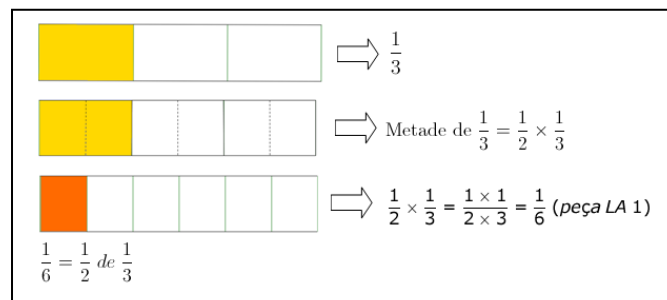 1/3
Metade de 1/3 = 1/2 × 1/3
1/2 × 1/3 = 1 × 1/2 × 3 = 1/6 (peça LA 1)
1/6 = 1/2 de 1/3